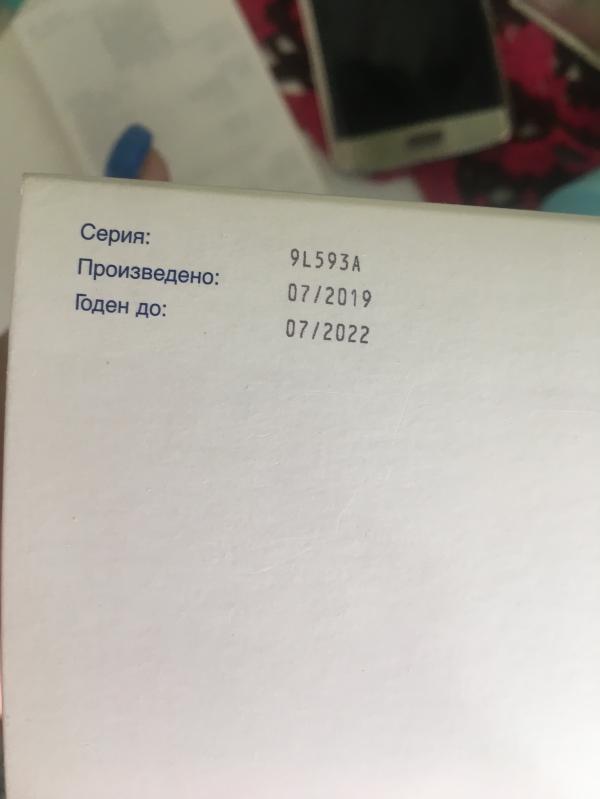 Серия: 9L593A
Произведено: 07/2019
Годен до: 07/2022